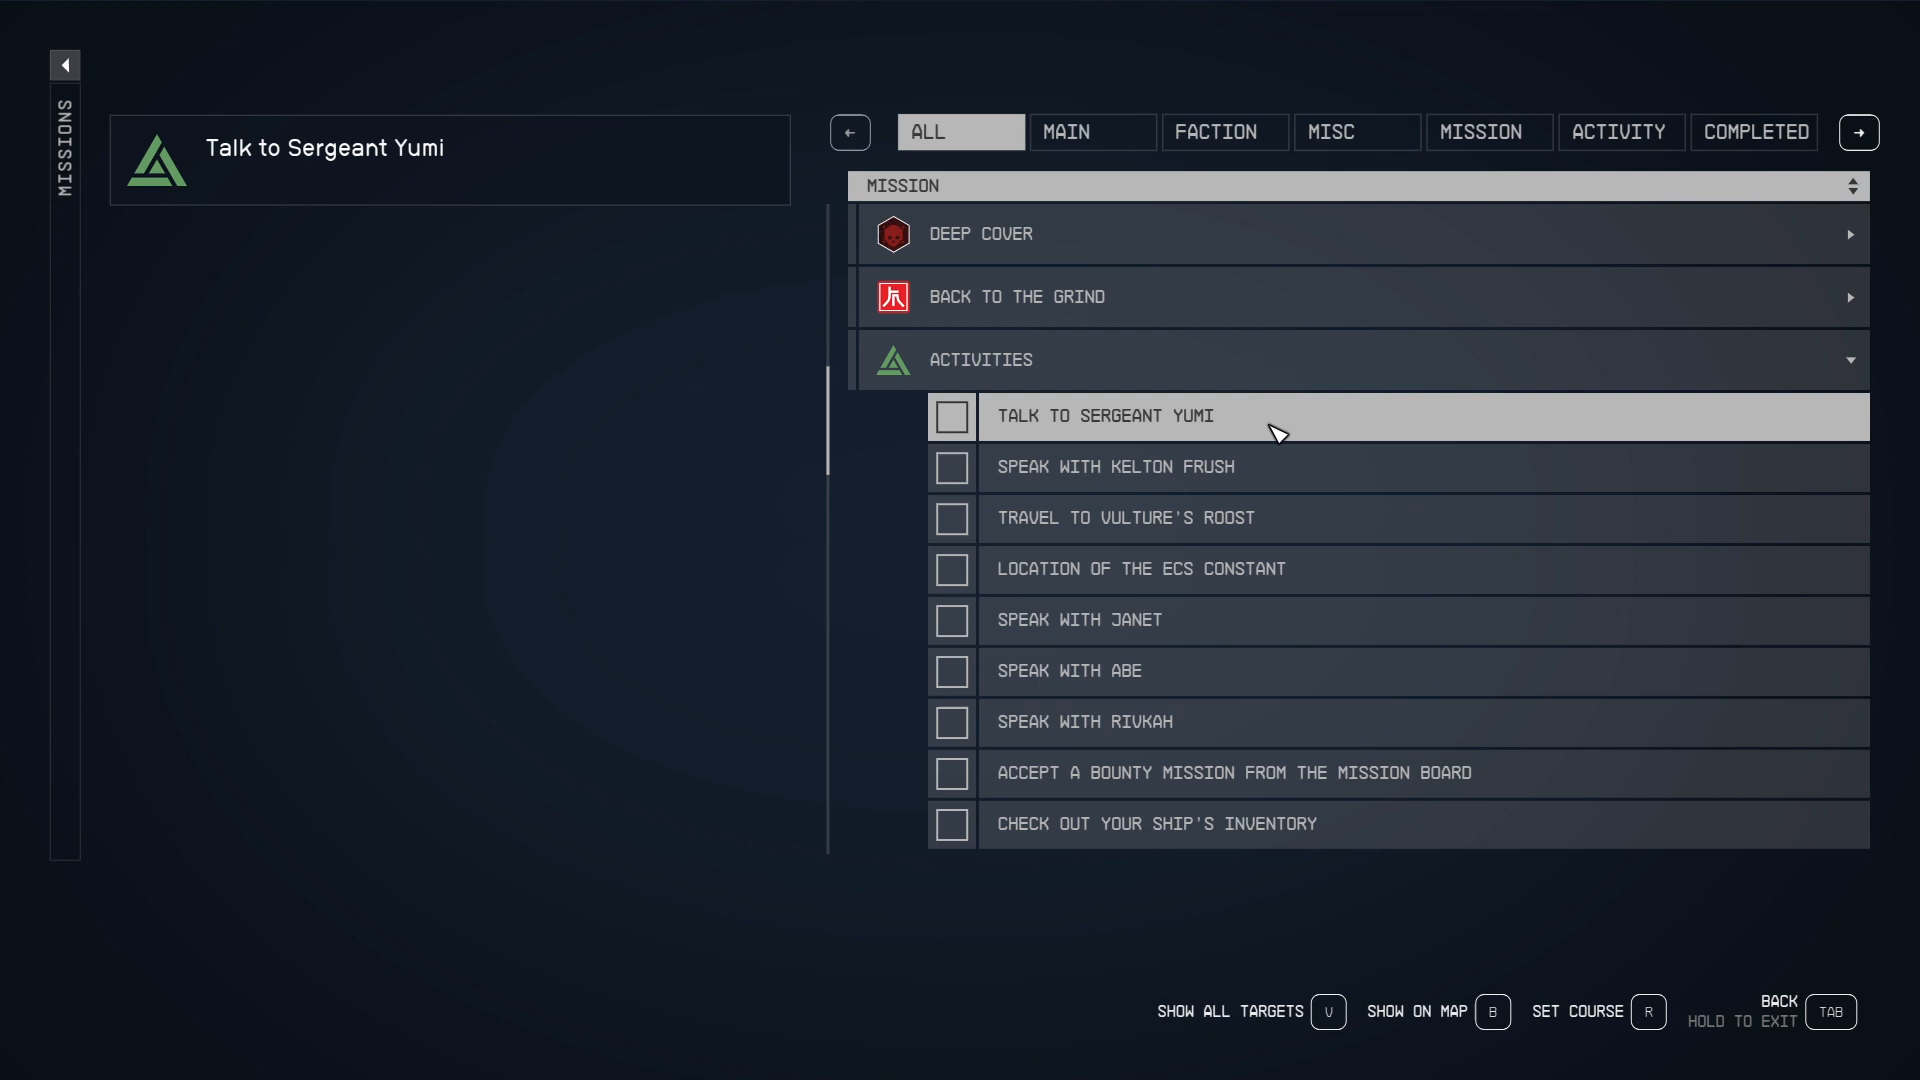 MISSIONS
Talk to Sergeant Yumi
ALL
MAIN
FACTION
MISC
MISSION
ACTIVITY
COMPLETED
MISSION
DEEP COVER
BACK TO THE GRIND
ACTIVITIES
TALK TO SERGEANT YUMI
SPEAK WITH KELTON FRUSH
TRAVEL TO VULTURE'S ROOST
LOCATION OF THE ECS CONSTANT
SPEAK WITH JANET
SPEAK WITH ABE
SPEAK WITH RIVKAH
ACCEPT A BOUNTY MISSION FROM THE MISSION BOARD
CHECK OUT YOUR SHIP'S INVENTORY
SHOW ALL TARGETS V
SHOW ON MAP B
SET COURSE R
BACK TAB
HOLD TO EXIT